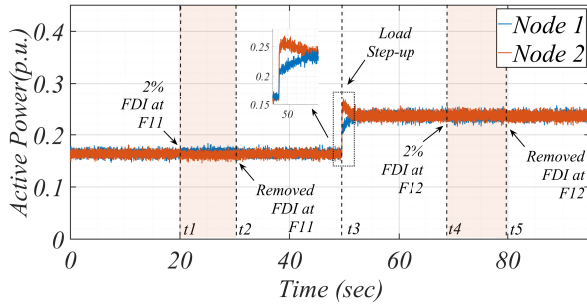 Active Power(p.u.)
0.4
0.3
0.2
0.1
0
0
20
40
60
80
Time (sec)
Node 1
Node 2
0.25
0.2
0.15
50
Load
Step-up
2%
FDI at
F11
Removed
FDI at
F11
2%
FDI at
F12
Removed
FDI at
F12
t1
t2
t3
t4
t5